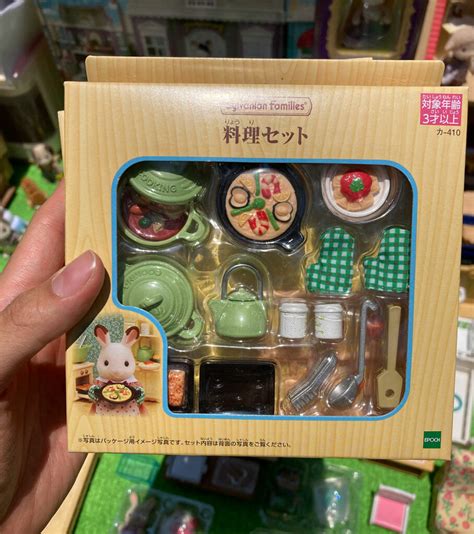 Sylvanian Families
りょうり
料理セット
たいしょうねんれい
対象年齢
さいいじょう
3才以上
カ-410
COOKING
COOKING
EPOCH
※写真はパッケージ用イメージ写真です。セット内容は背面の写真をご覧ください。